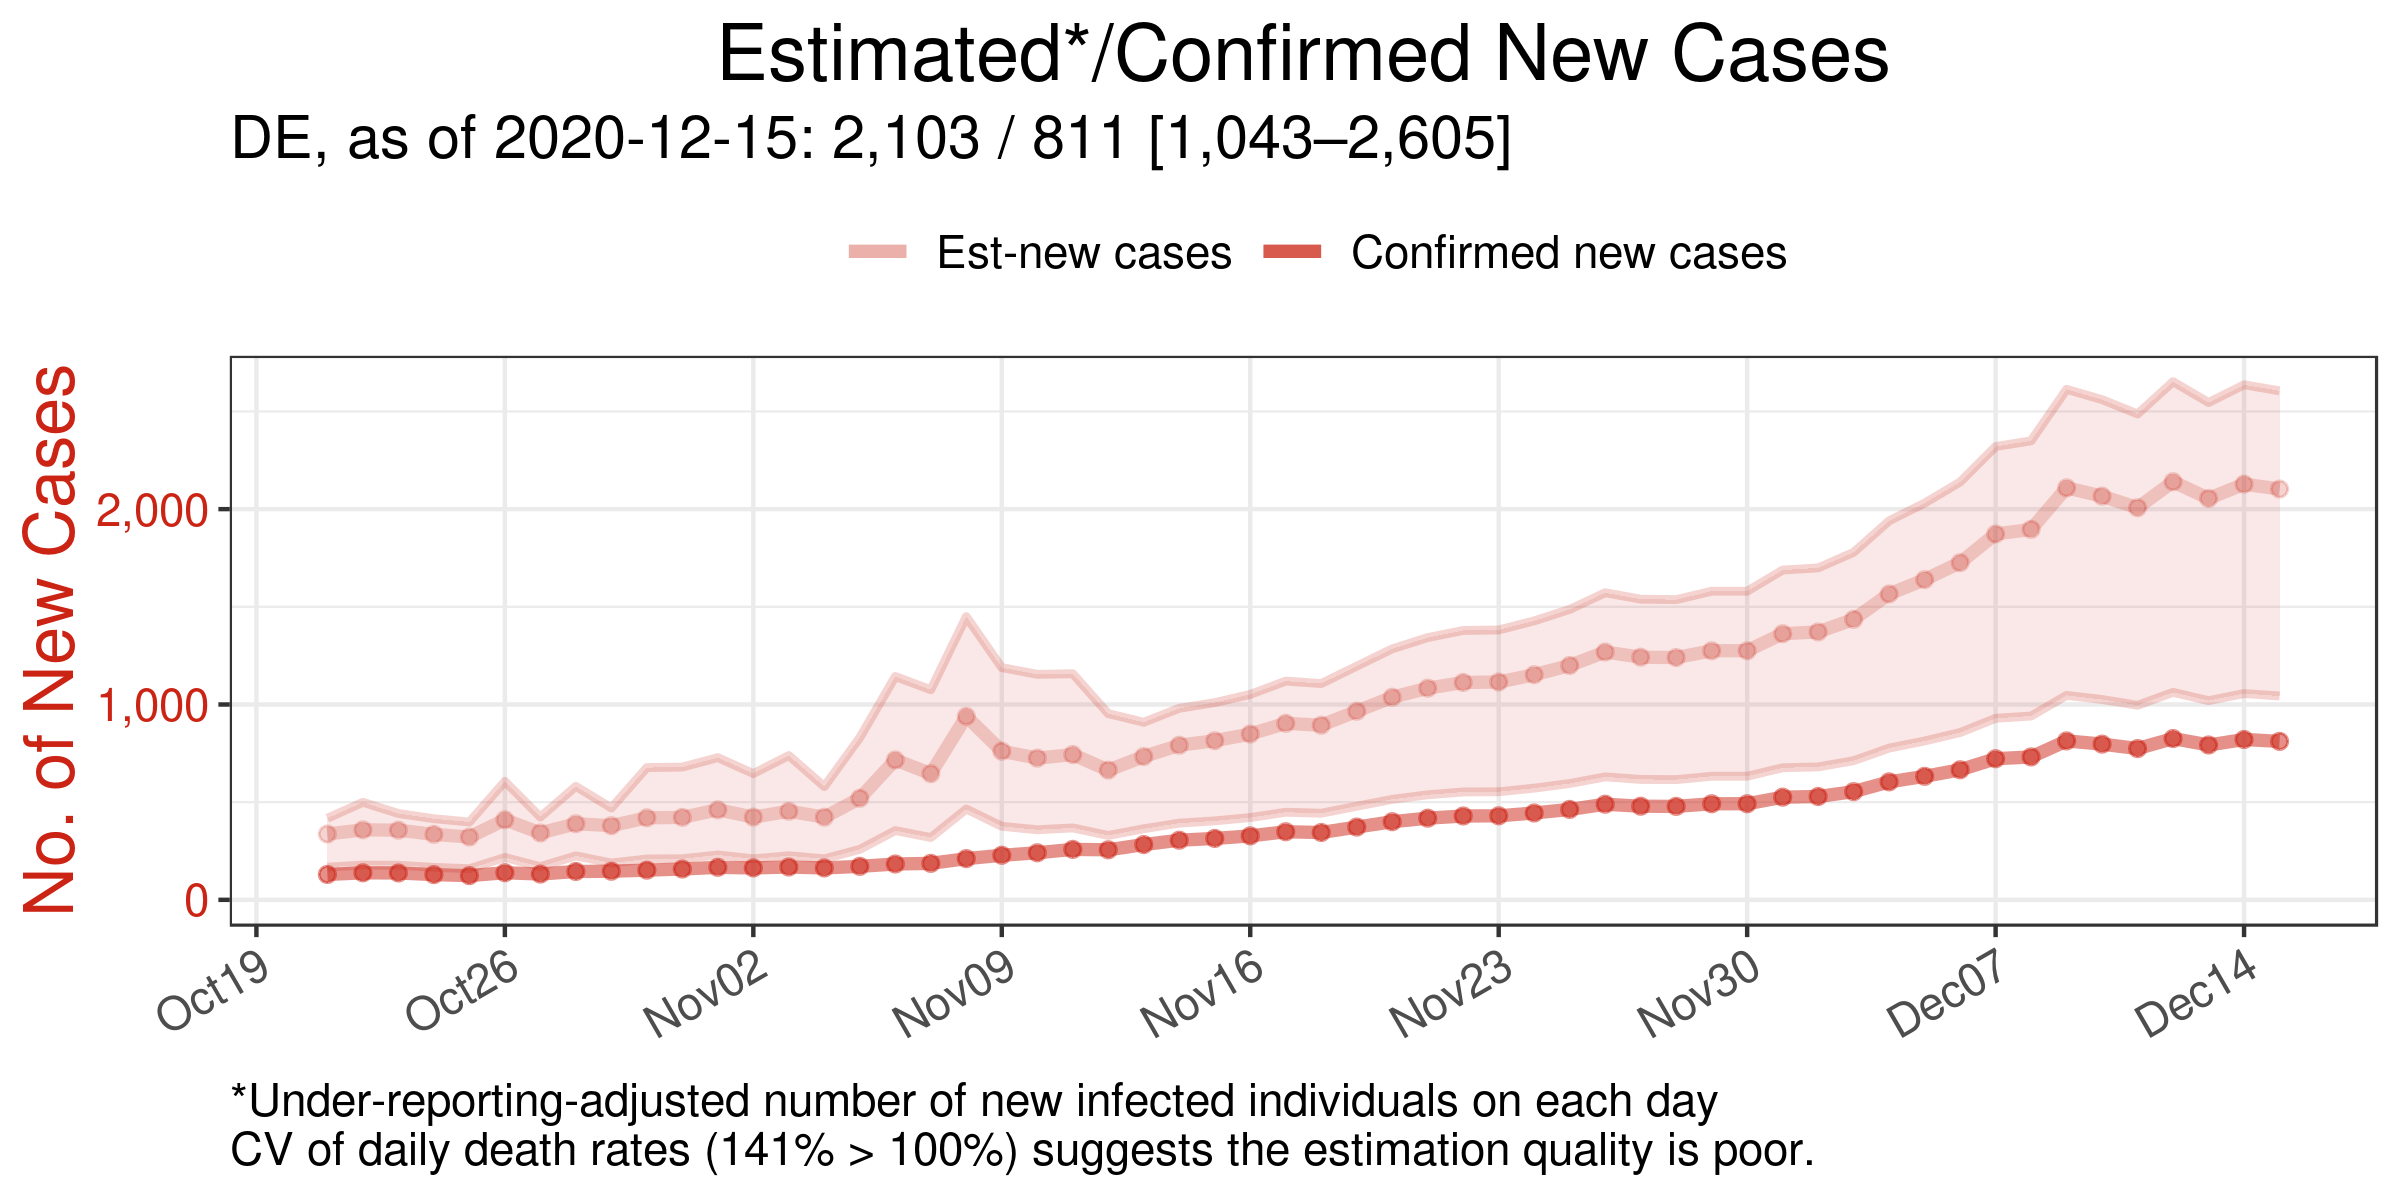 Estimated*/Confirmed New Cases
DE, as of 2020-12-15: 2,103 / 811 [1,043–2,605]
Est-new cases
Confirmed new cases
No. of New Cases
2,000
1,000
0
Oct19
Oct26
Nov02
Nov09
Nov16
Nov23
Nov30
Dec07
Dec14
*Under-reporting-adjusted number of new infected individuals on each day
CV of daily death rates (141% > 100%) suggests the estimation quality is poor.